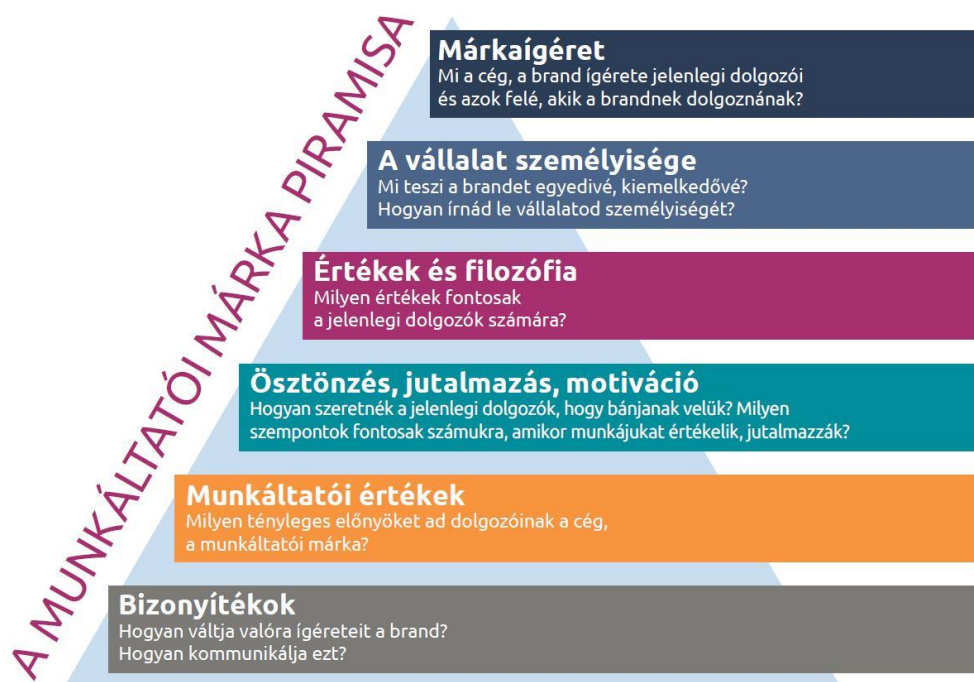 A MUNKÁLTATÓI MÁRKA PIRAMISA
Márkaígéret
Mi a cég, a brand ígérete jelenlegi dolgozói
és azok felé, akik a brandnek dolgoznának?
A vállalat személyisége
Mi teszi a brandet egyedivé, kiemelkedővé?
Hogyan írnád le vállalatod személyiségét?
Értékek és filozófia
Milyen értékek fontosak
a jelenlegi dolgozók számára?
Ösztönzés, jutalmazás, motiváció
Hogyan szeretnék a jelenlegi dolgozók, hogy bánjanak velük? Milyen
szempontok fontosak számukra, amikor munkájukat értékelik, jutalmazzák?
Munkáltatói értékek
Milyen tényleges előnyöket ad dolgozóinak a cég,
a munkáltatói márka?
Bizonyítékok
Hogyan váltja valóra ígéreteit a brand?
Hogyan kommunikálja ezt?